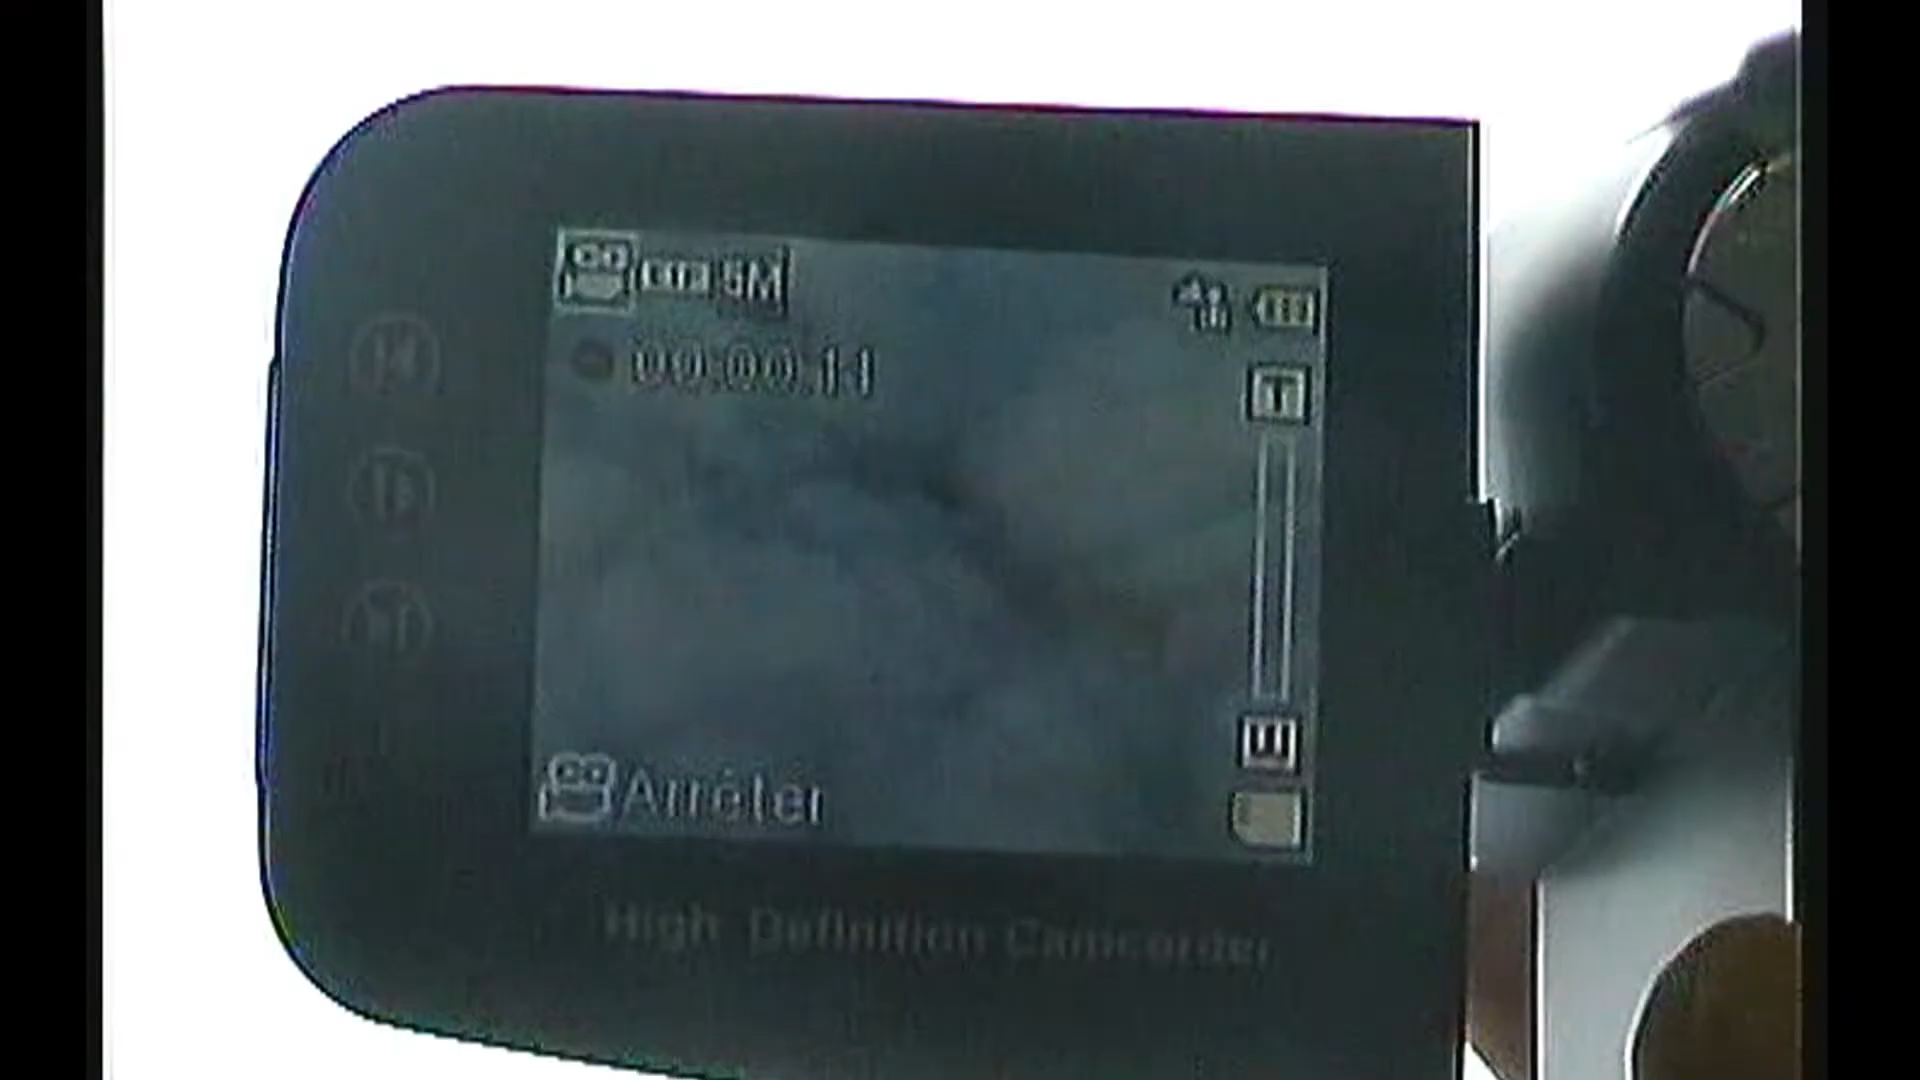 5M
00:00:11
T
W
Arrêter
High Definition Camcorder